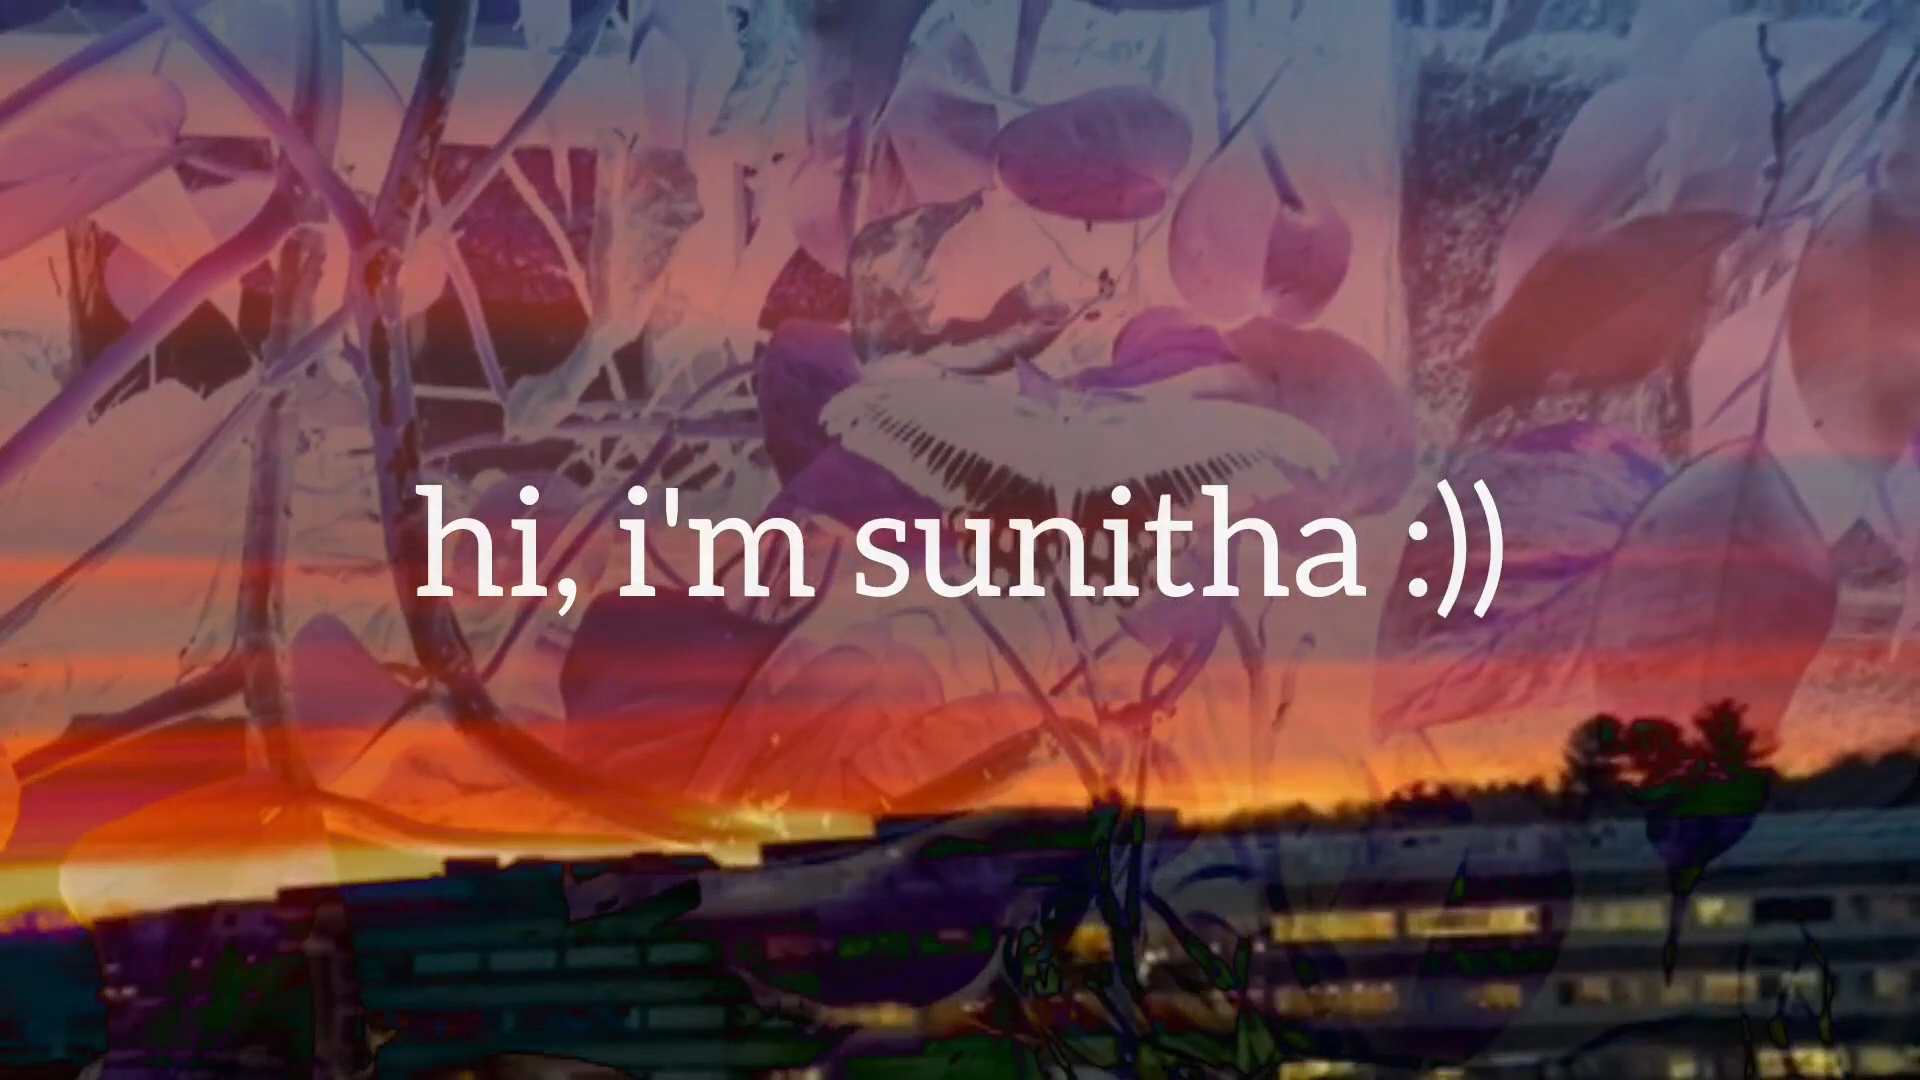 hi, i'm sunitha :))